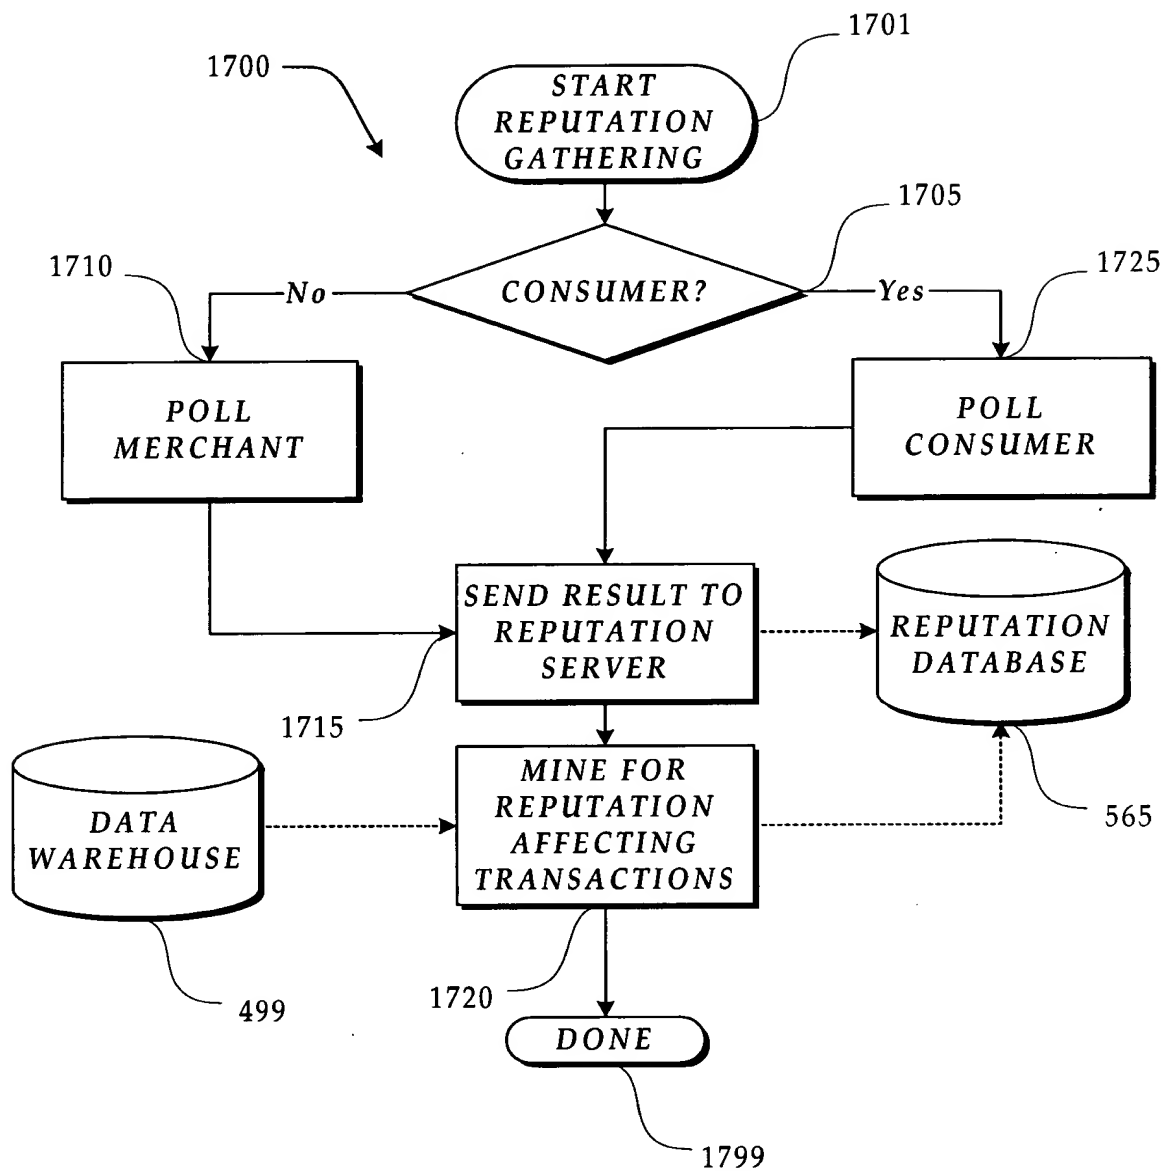 1701
1700
START
REPUTATION
GATHERING
1705
1710
1725
No
CONSUMER?
Yes
POLL
MERCHANT
POLL
CONSUMER
SEND RESULT TO
REPUTATION
SERVER
REPUTATION
DATABASE
1715
MINE FOR
REPUTATION
AFFECTING
TRANSACTIONS
DATA
WAREHOUSE
565
1720
499
DONE
1799